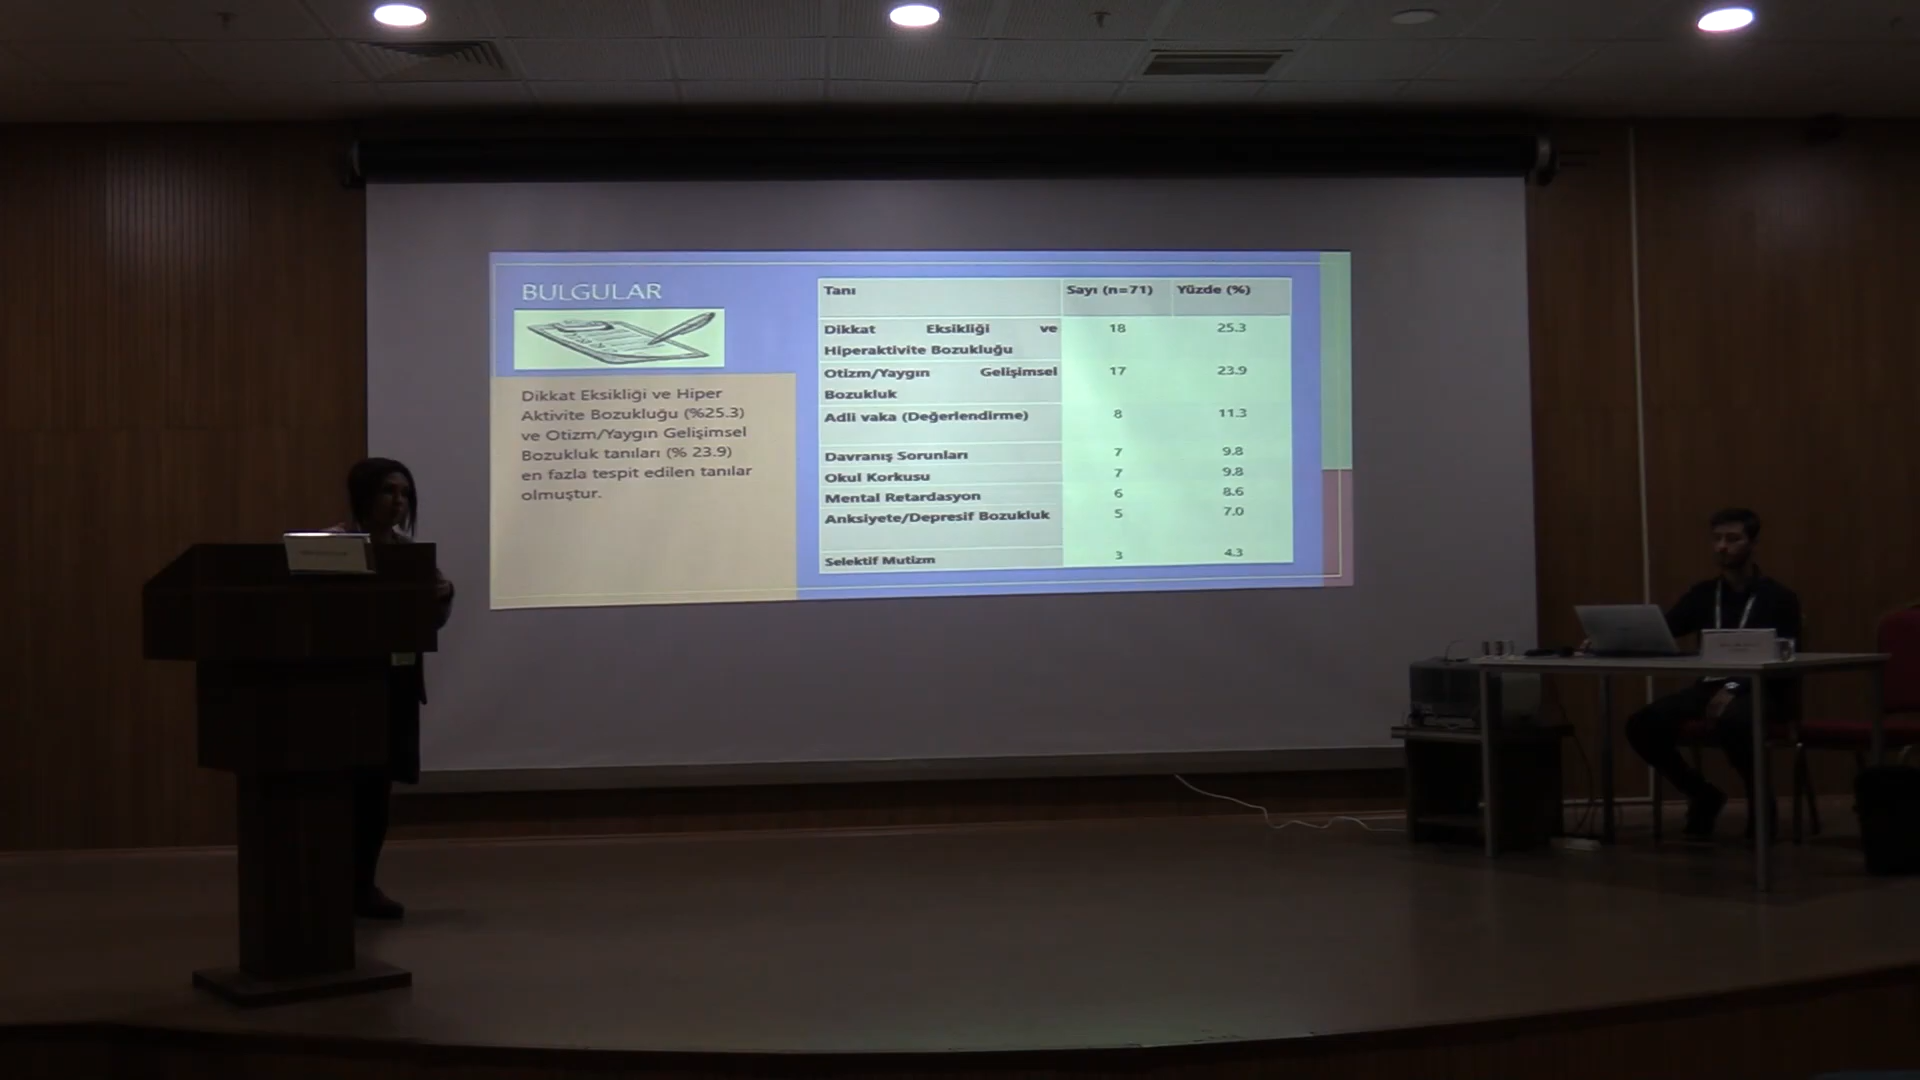 BULGULAR
Dikkat Eksikliği ve Hiper
Aktivite Bozukluğu (%25.3)
ve Otizm/Yaygın Gelişimsel
Bozukluk tanıları (% 23.9)
en fazla tespit edilen tanılar
olmuştur.
Tanı Sayı (n=71) Yüzde (%)
Dikkat Eksikliği ve 18 25.3
Hiperaktivite Bozukluğu
Otizm/Yaygın Gelişimsel 17 23.9
Bozukluk
Adli vaka (Değerlendirme) 8 11.3
Davranış Sorunları 7 9.8
Okul Korkusu 7 9.8
Mental Retardasyon 6 8.6
Anksiyete/Depresif Bozukluk 5 7.0
Selektif Mutizm 3 4.3